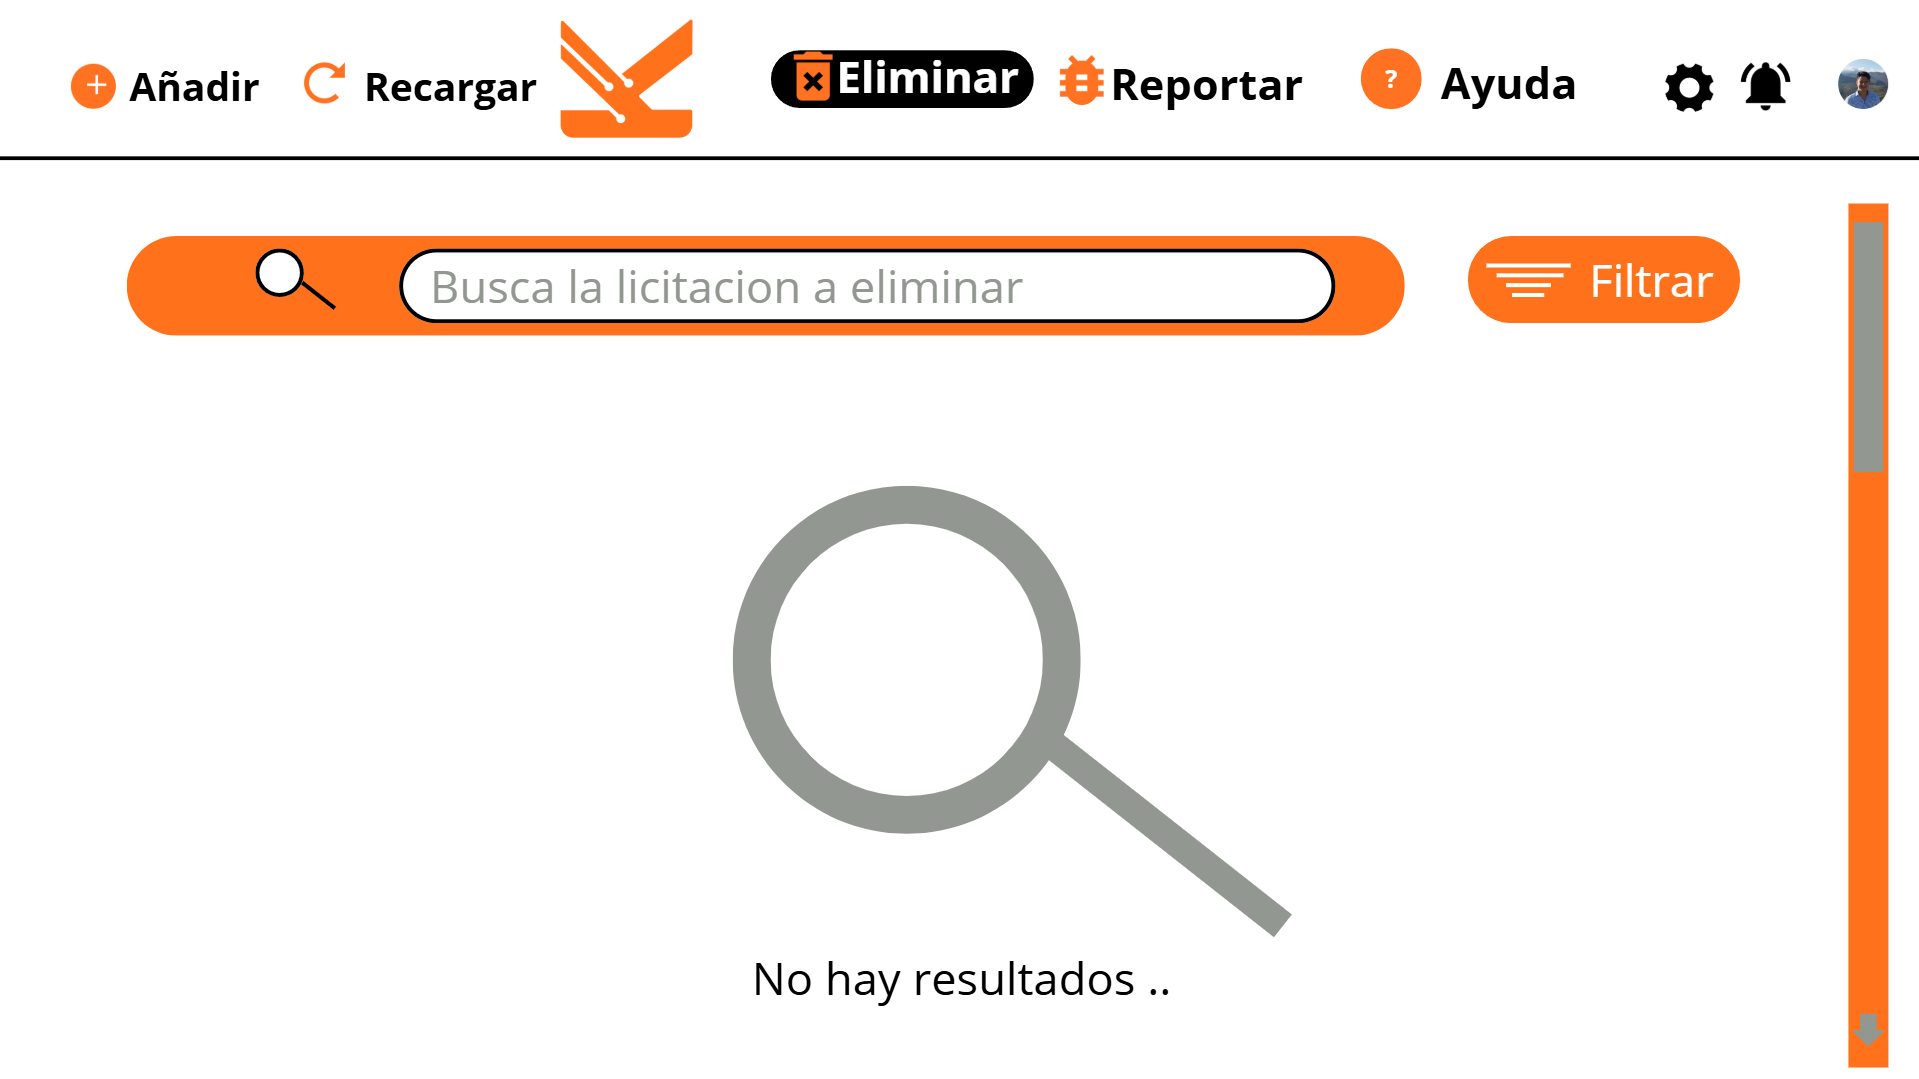 Añadir
Recargar
Eliminar
Reportar
?
Ayuda
Busca la licitacion a eliminar
Filtrar
No hay resultados ..